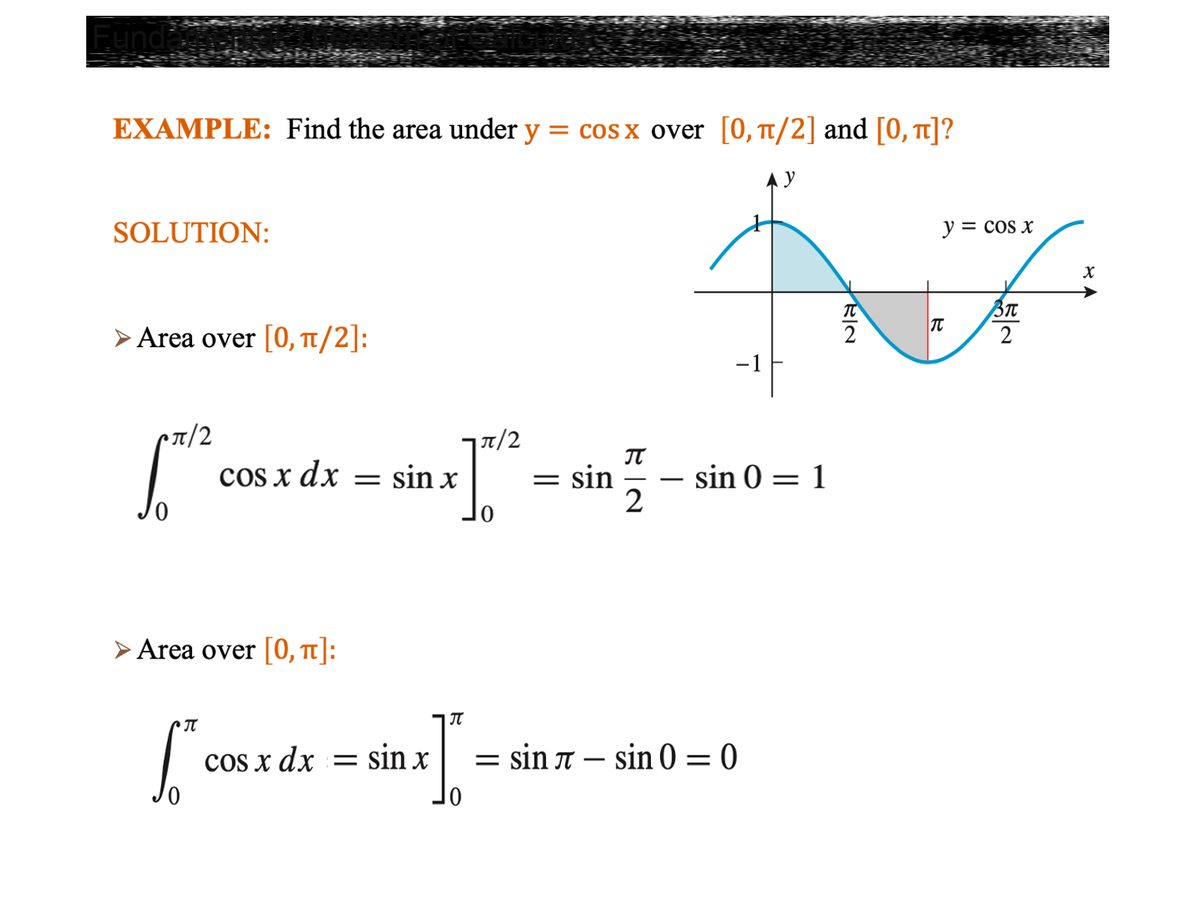 EXAMPLE: Find the area under y = cos x over [0, π/2] and [0, π]?
y
1
y = cos x
x
π/2
π
3π/2
−1
SOLUTION:
➢ Area over [0, π/2]:
∫₀^{π/2} cos x dx = sin x]₀^{π/2} = sin π/2 − sin 0 = 1
➢ Area over [0, π]:
∫₀^π cos x dx = sin x]₀^π = sin π − sin 0 = 0